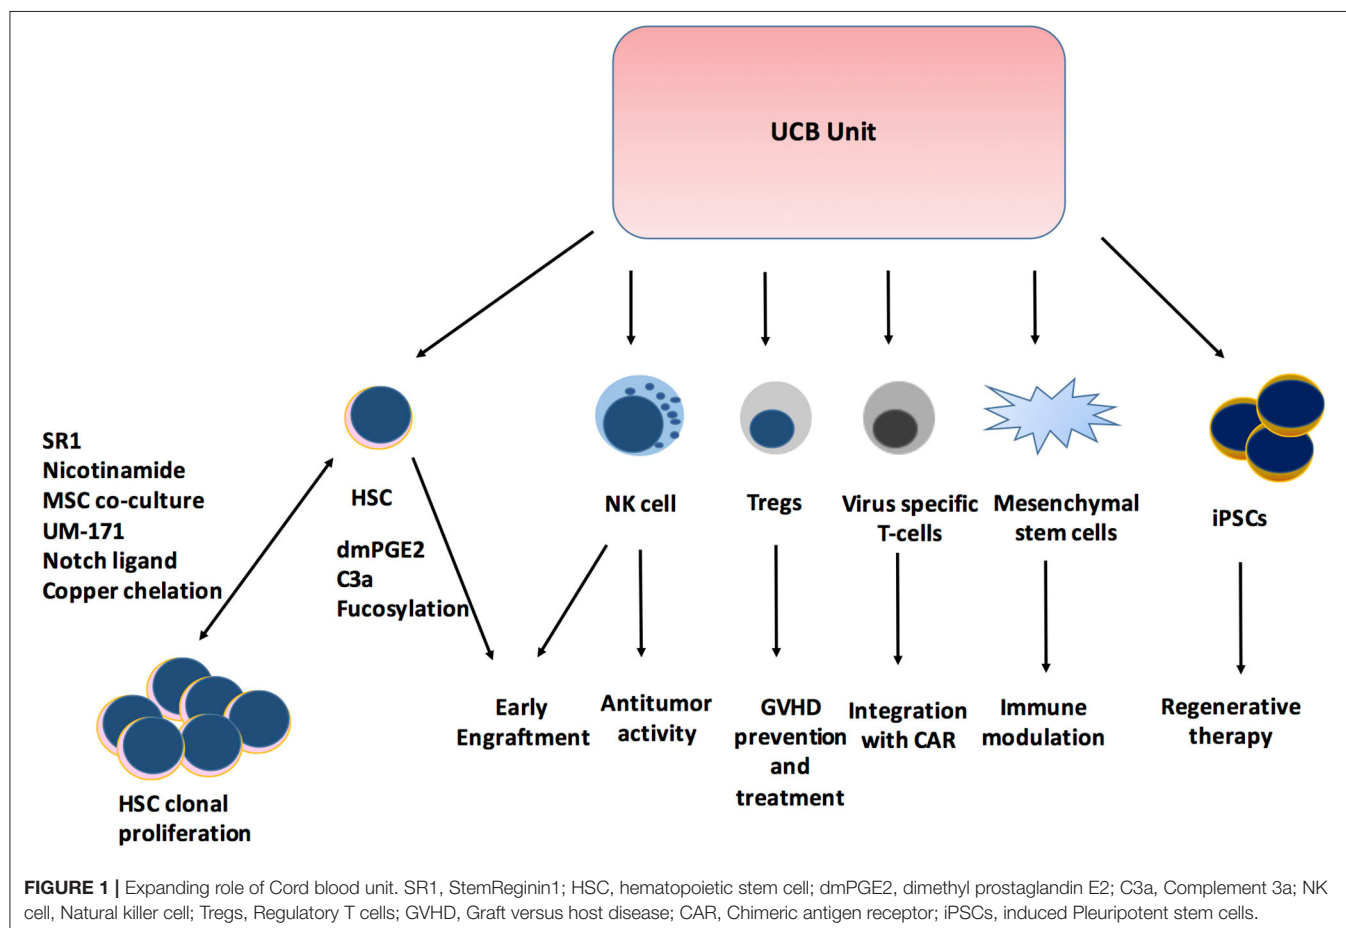 UCB Unit
SR1
Nicotinamide
MSC co-culture
UM-171
Notch ligand
Copper chelation
HSC
dmPGE2
C3a
Fucosylation
NK cell
Tregs
Virus specific
T-cells
Mesenchymal
stem cells
iPSCs
HSC clonal
proliferation
Early
Engraftment
Antitumor
activity
GVHD
prevention
and
treatment
Integration
with CAR
Immune
modulation
Regenerative
therapy
FIGURE 1 | Expanding role of Cord blood unit. SR1, StemReginin1; HSC, hematopoietic stem cell; dmPGE2, dimethyl prostaglandin E2; C3a, Complement 3a; NK
cell, Natural killer cell; Tregs, Regulatory T cells; GVHD, Graft versus host disease; CAR, Chimeric antigen receptor; iPSCs, induced Pleuripotent stem cells.